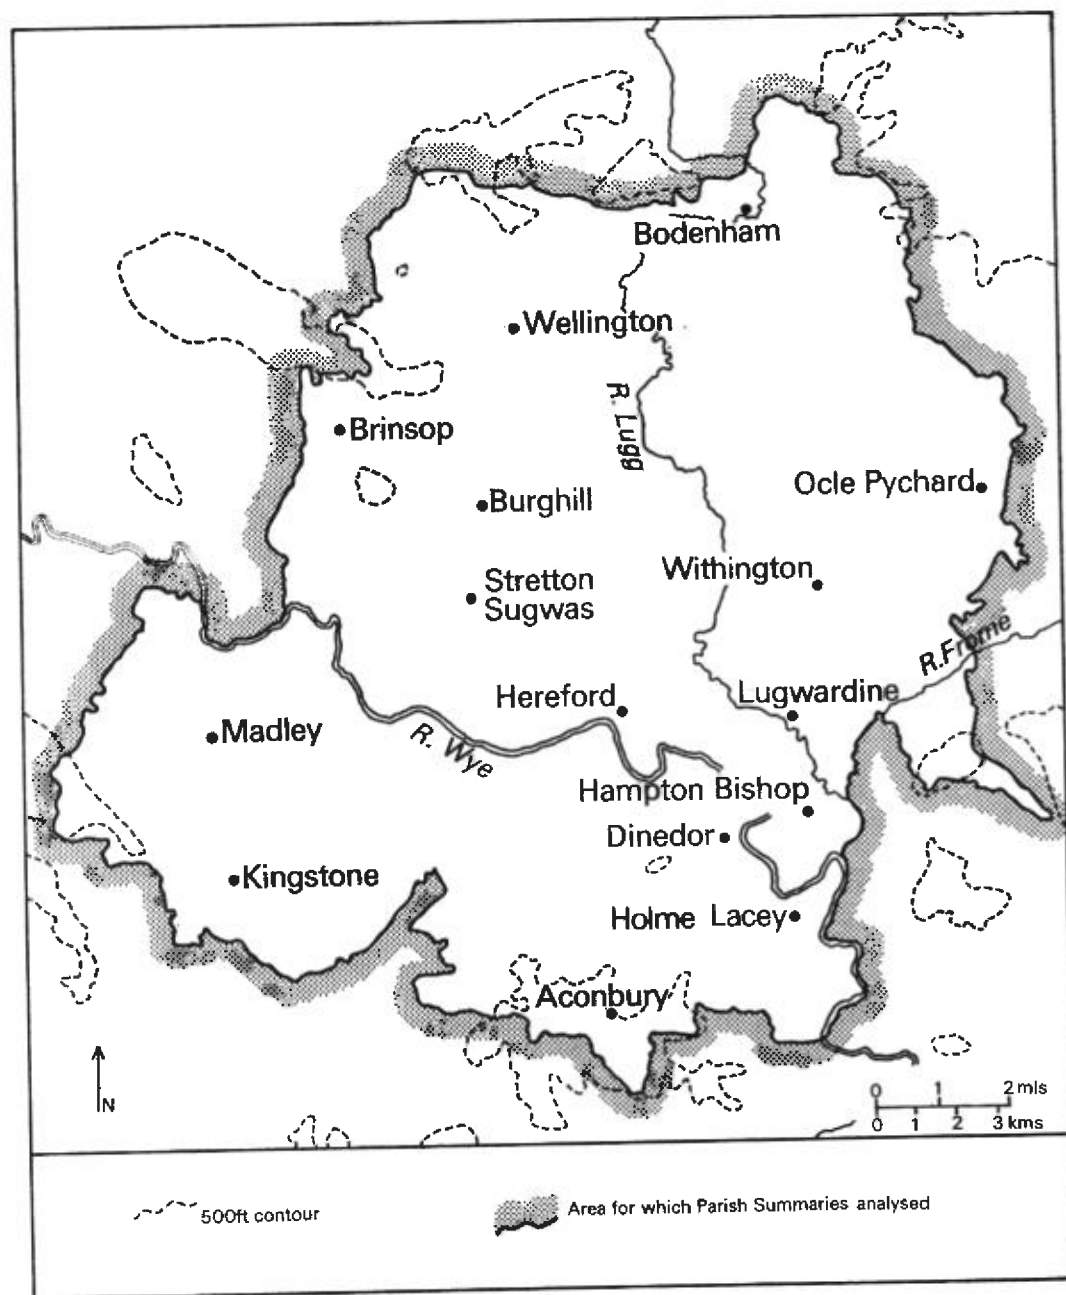 Bodenham
Wellington
R. Lugg
Brinsop
Ocle Pychard
Burghill
Withington
Stretton
Sugwas
R.Frome
Hereford
Lugwardine
Madley
R. Wye
Hampton Bishop
Dinedor
Kingstone
Holme Lacey
Aconbury
N
0 1 2 mls
0 1 2 3 kms
500ft contour
Area for which Parish Summaries analysed